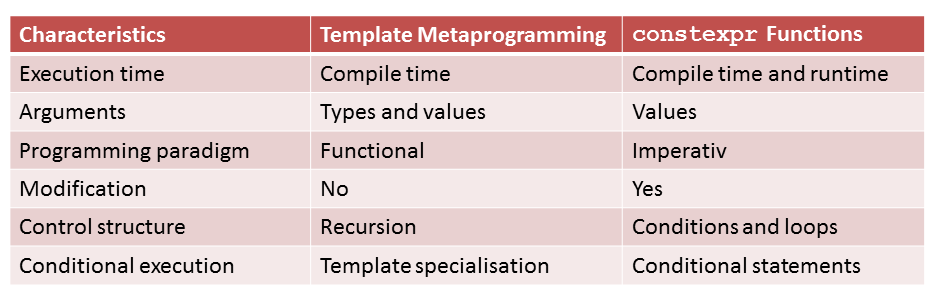 Characteristics Template Metaprogramming constexpr Functions
Execution time Compile time Compile time and runtime
Arguments Types and values Values
Programming paradigm Functional Imperativ
Modification No Yes
Control structure Recursion Conditions and loops
Conditional execution Template specialisation Conditional statements